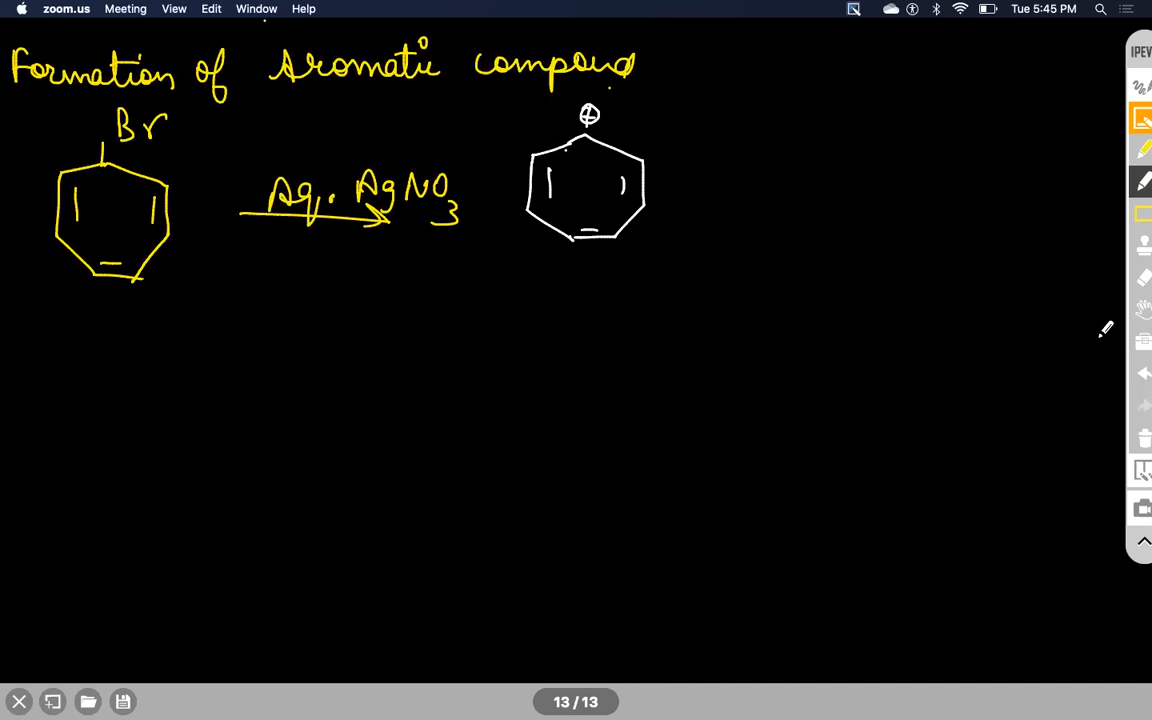 zoom.us Meeting View Edit Window Help Tue 5:45 PM
Formation of Aromatic compound
IPEV
Br
⊕
Aq. AgNO3
13 / 13